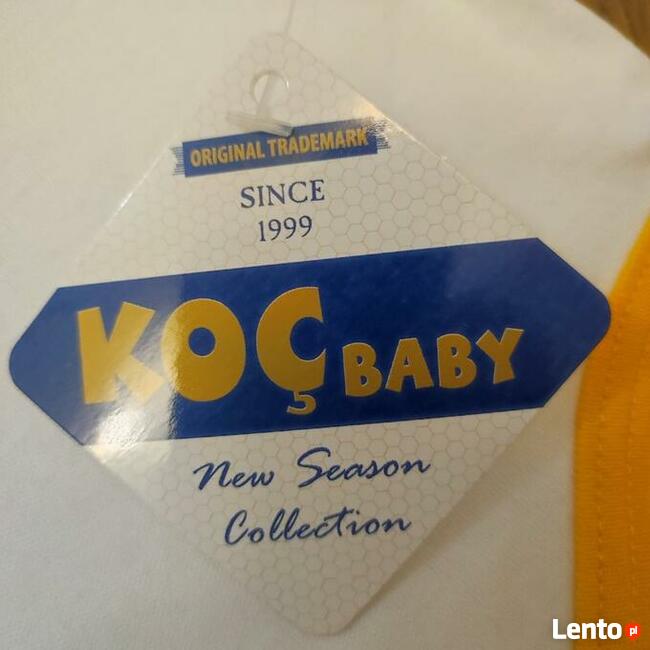 ORIGINAL TRADEMARK
SINCE
1999
KOÇ BABY
New Season
Collection
Lento pl